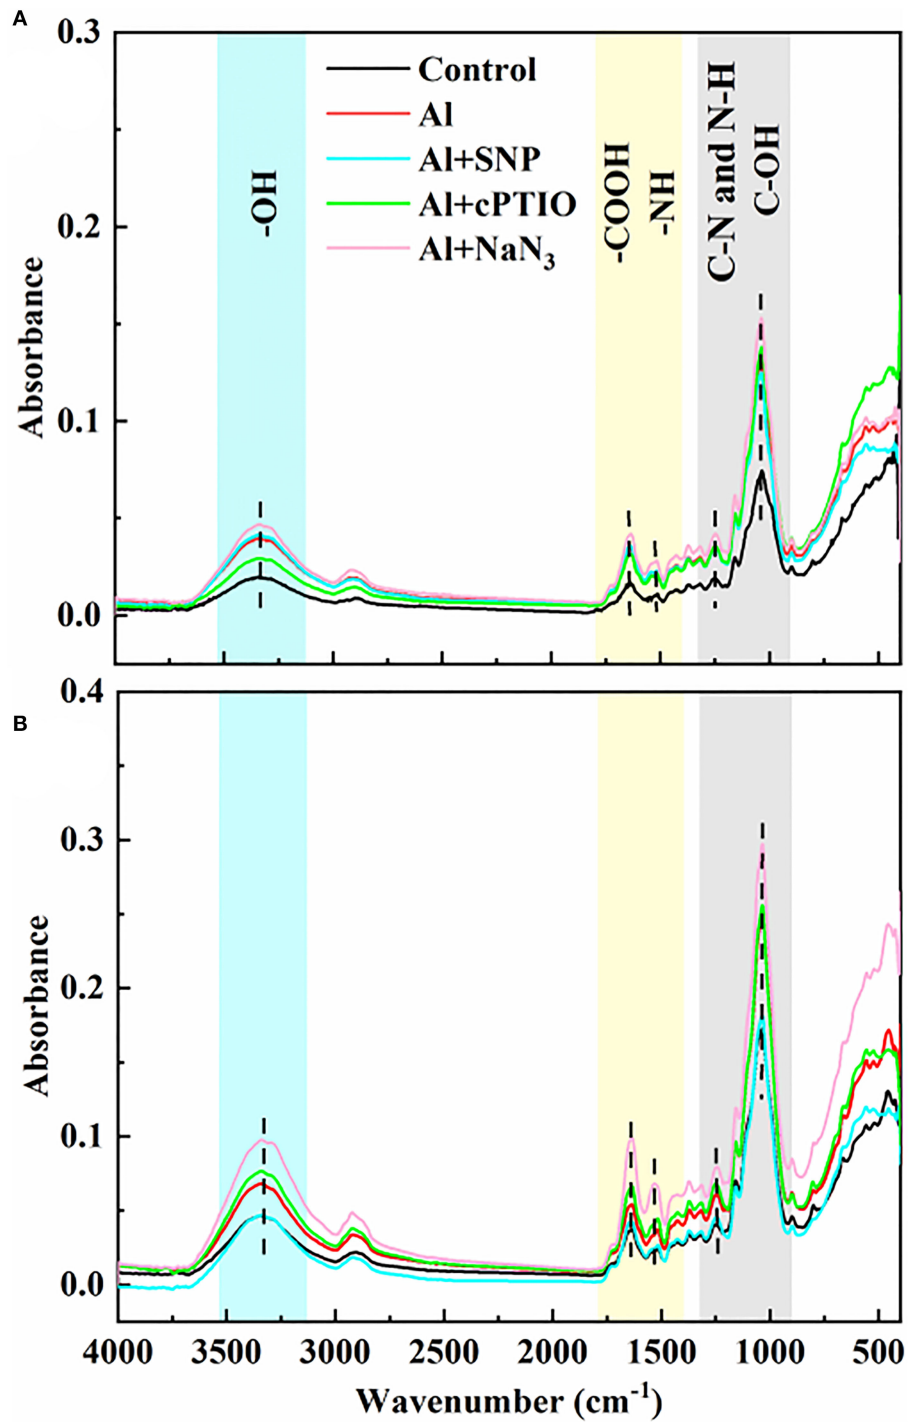 A
0.3
0.2
0.1
0.0
Absorbance
Control
Al
Al+SNP
Al+cPTIO
Al+NaN₃
-OH
-COOH
-NH
C-N and N-H
C-OH
B
0.4
0.3
0.2
0.1
0.0
Absorbance
4000 3500 3000 2500 2000 1500 1000 500
Wavenumber (cm⁻¹)